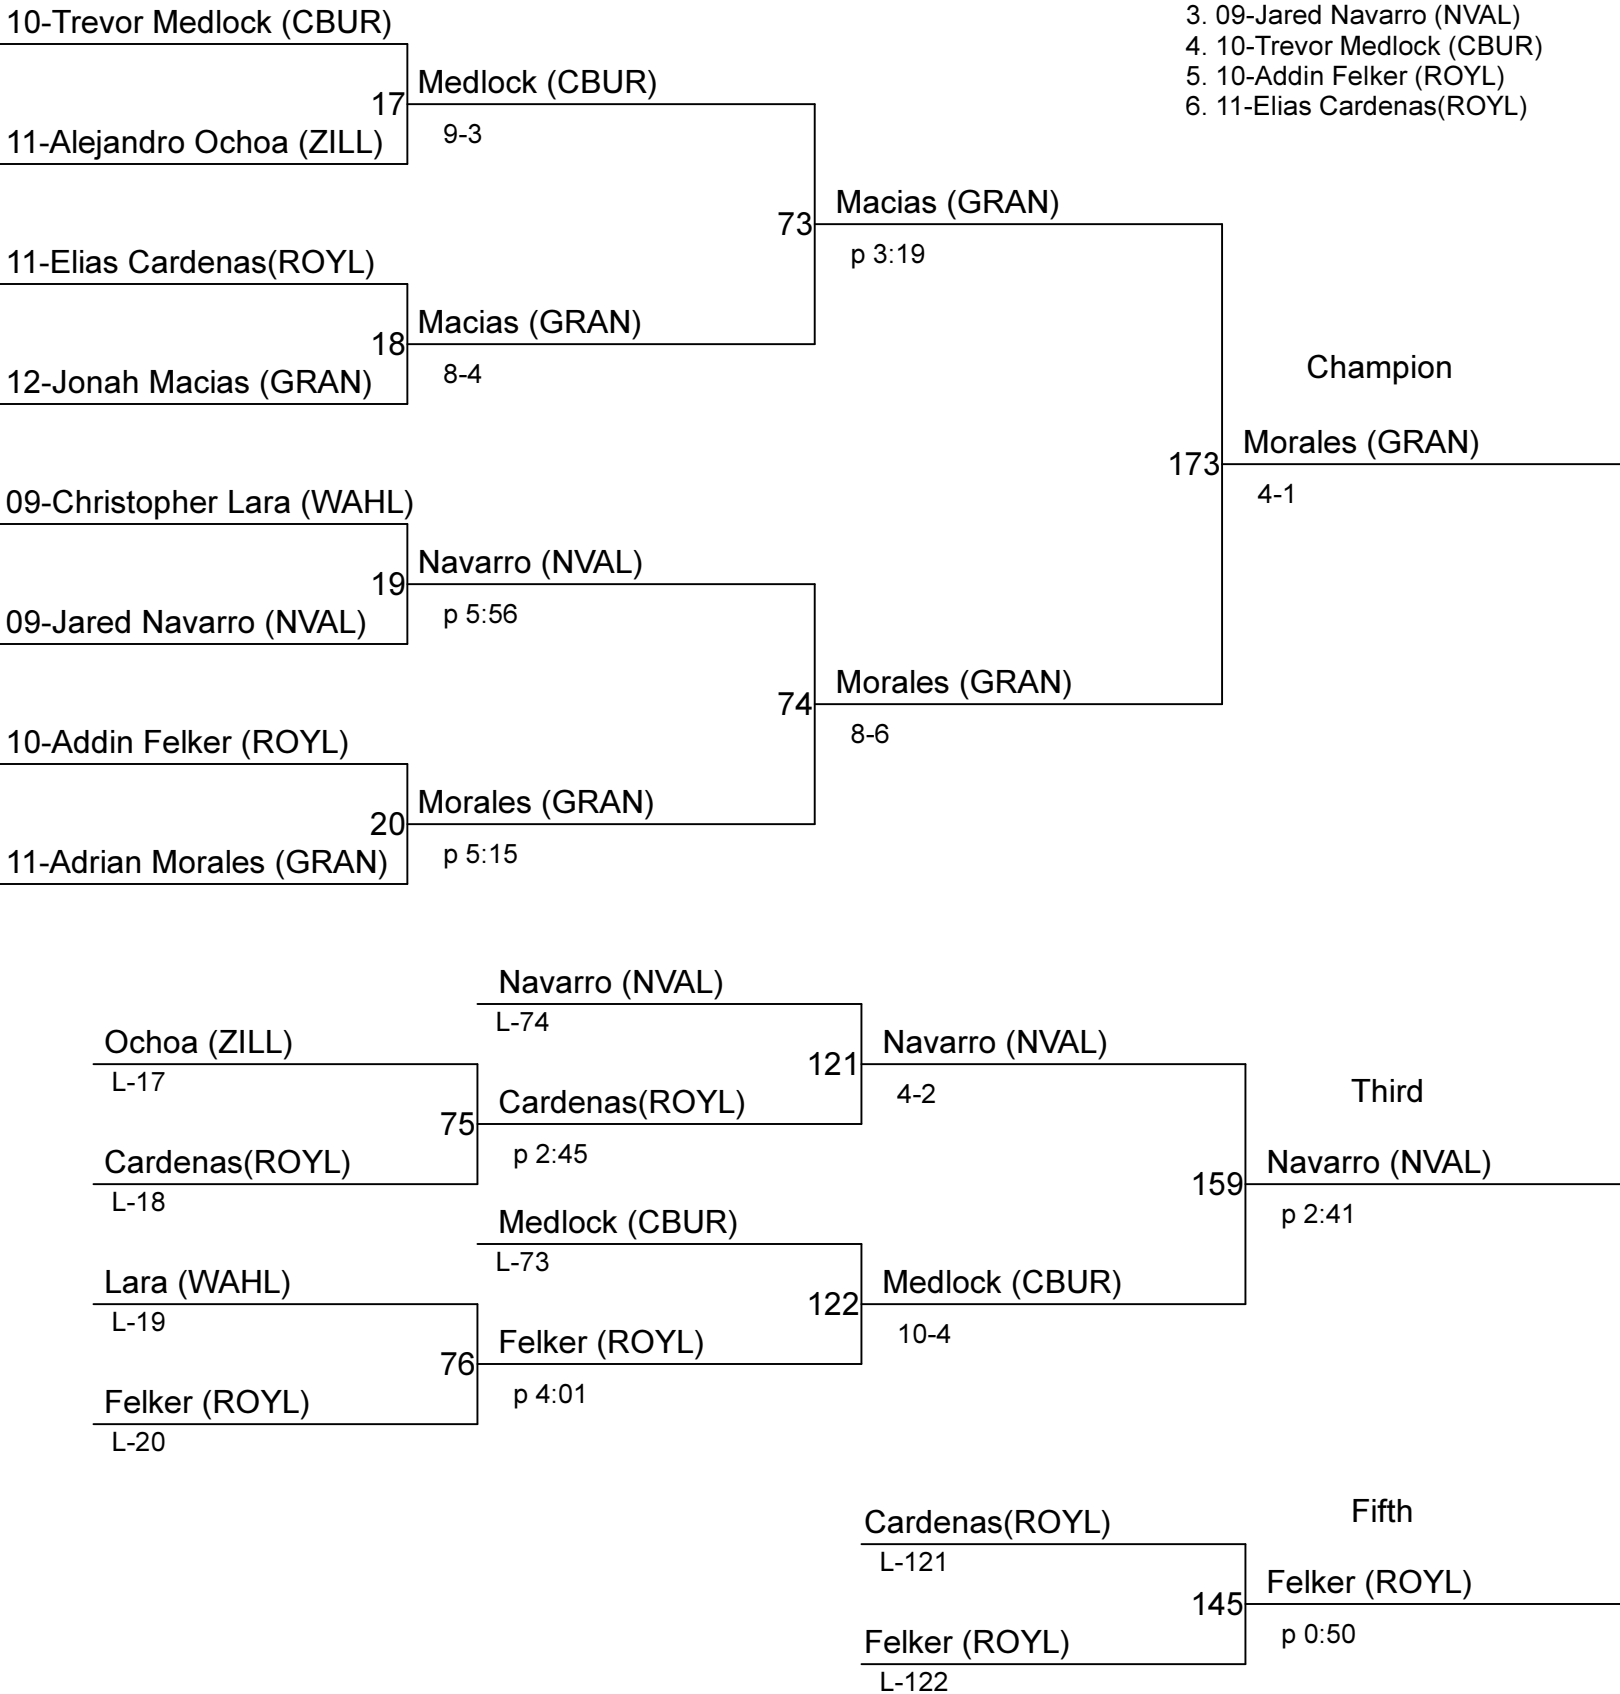 3. 09-Jared Navarro (NVAL)
4. 10-Trevor Medlock (CBUR)
5. 10-Addin Felker (ROYL)
6. 11-Elias Cardenas(ROYL)
10-Trevor Medlock (CBUR)
17
Medlock (CBUR)
9-3
11-Alejandro Ochoa (ZILL)
73
Macias (GRAN)
p 3:19
11-Elias Cardenas(ROYL)
18
Macias (GRAN)
8-4
12-Jonah Macias (GRAN)
Champion
173
Morales (GRAN)
4-1
09-Christopher Lara (WAHL)
19
Navarro (NVAL)
p 5:56
09-Jared Navarro (NVAL)
74
Morales (GRAN)
8-6
10-Addin Felker (ROYL)
20
Morales (GRAN)
p 5:15
11-Adrian Morales (GRAN)
Navarro (NVAL)
L-74
Ochoa (ZILL)
L-17
121
Navarro (NVAL)
4-2
75
Cardenas(ROYL)
p 2:45
Third
Cardenas(ROYL)
L-18
159
Navarro (NVAL)
p 2:41
Medlock (CBUR)
L-73
Lara (WAHL)
L-19
122
Medlock (CBUR)
10-4
76
Felker (ROYL)
p 4:01
Felker (ROYL)
L-20
Fifth
Cardenas(ROYL)
L-121
145
Felker (ROYL)
p 0:50
Felker (ROYL)
L-122